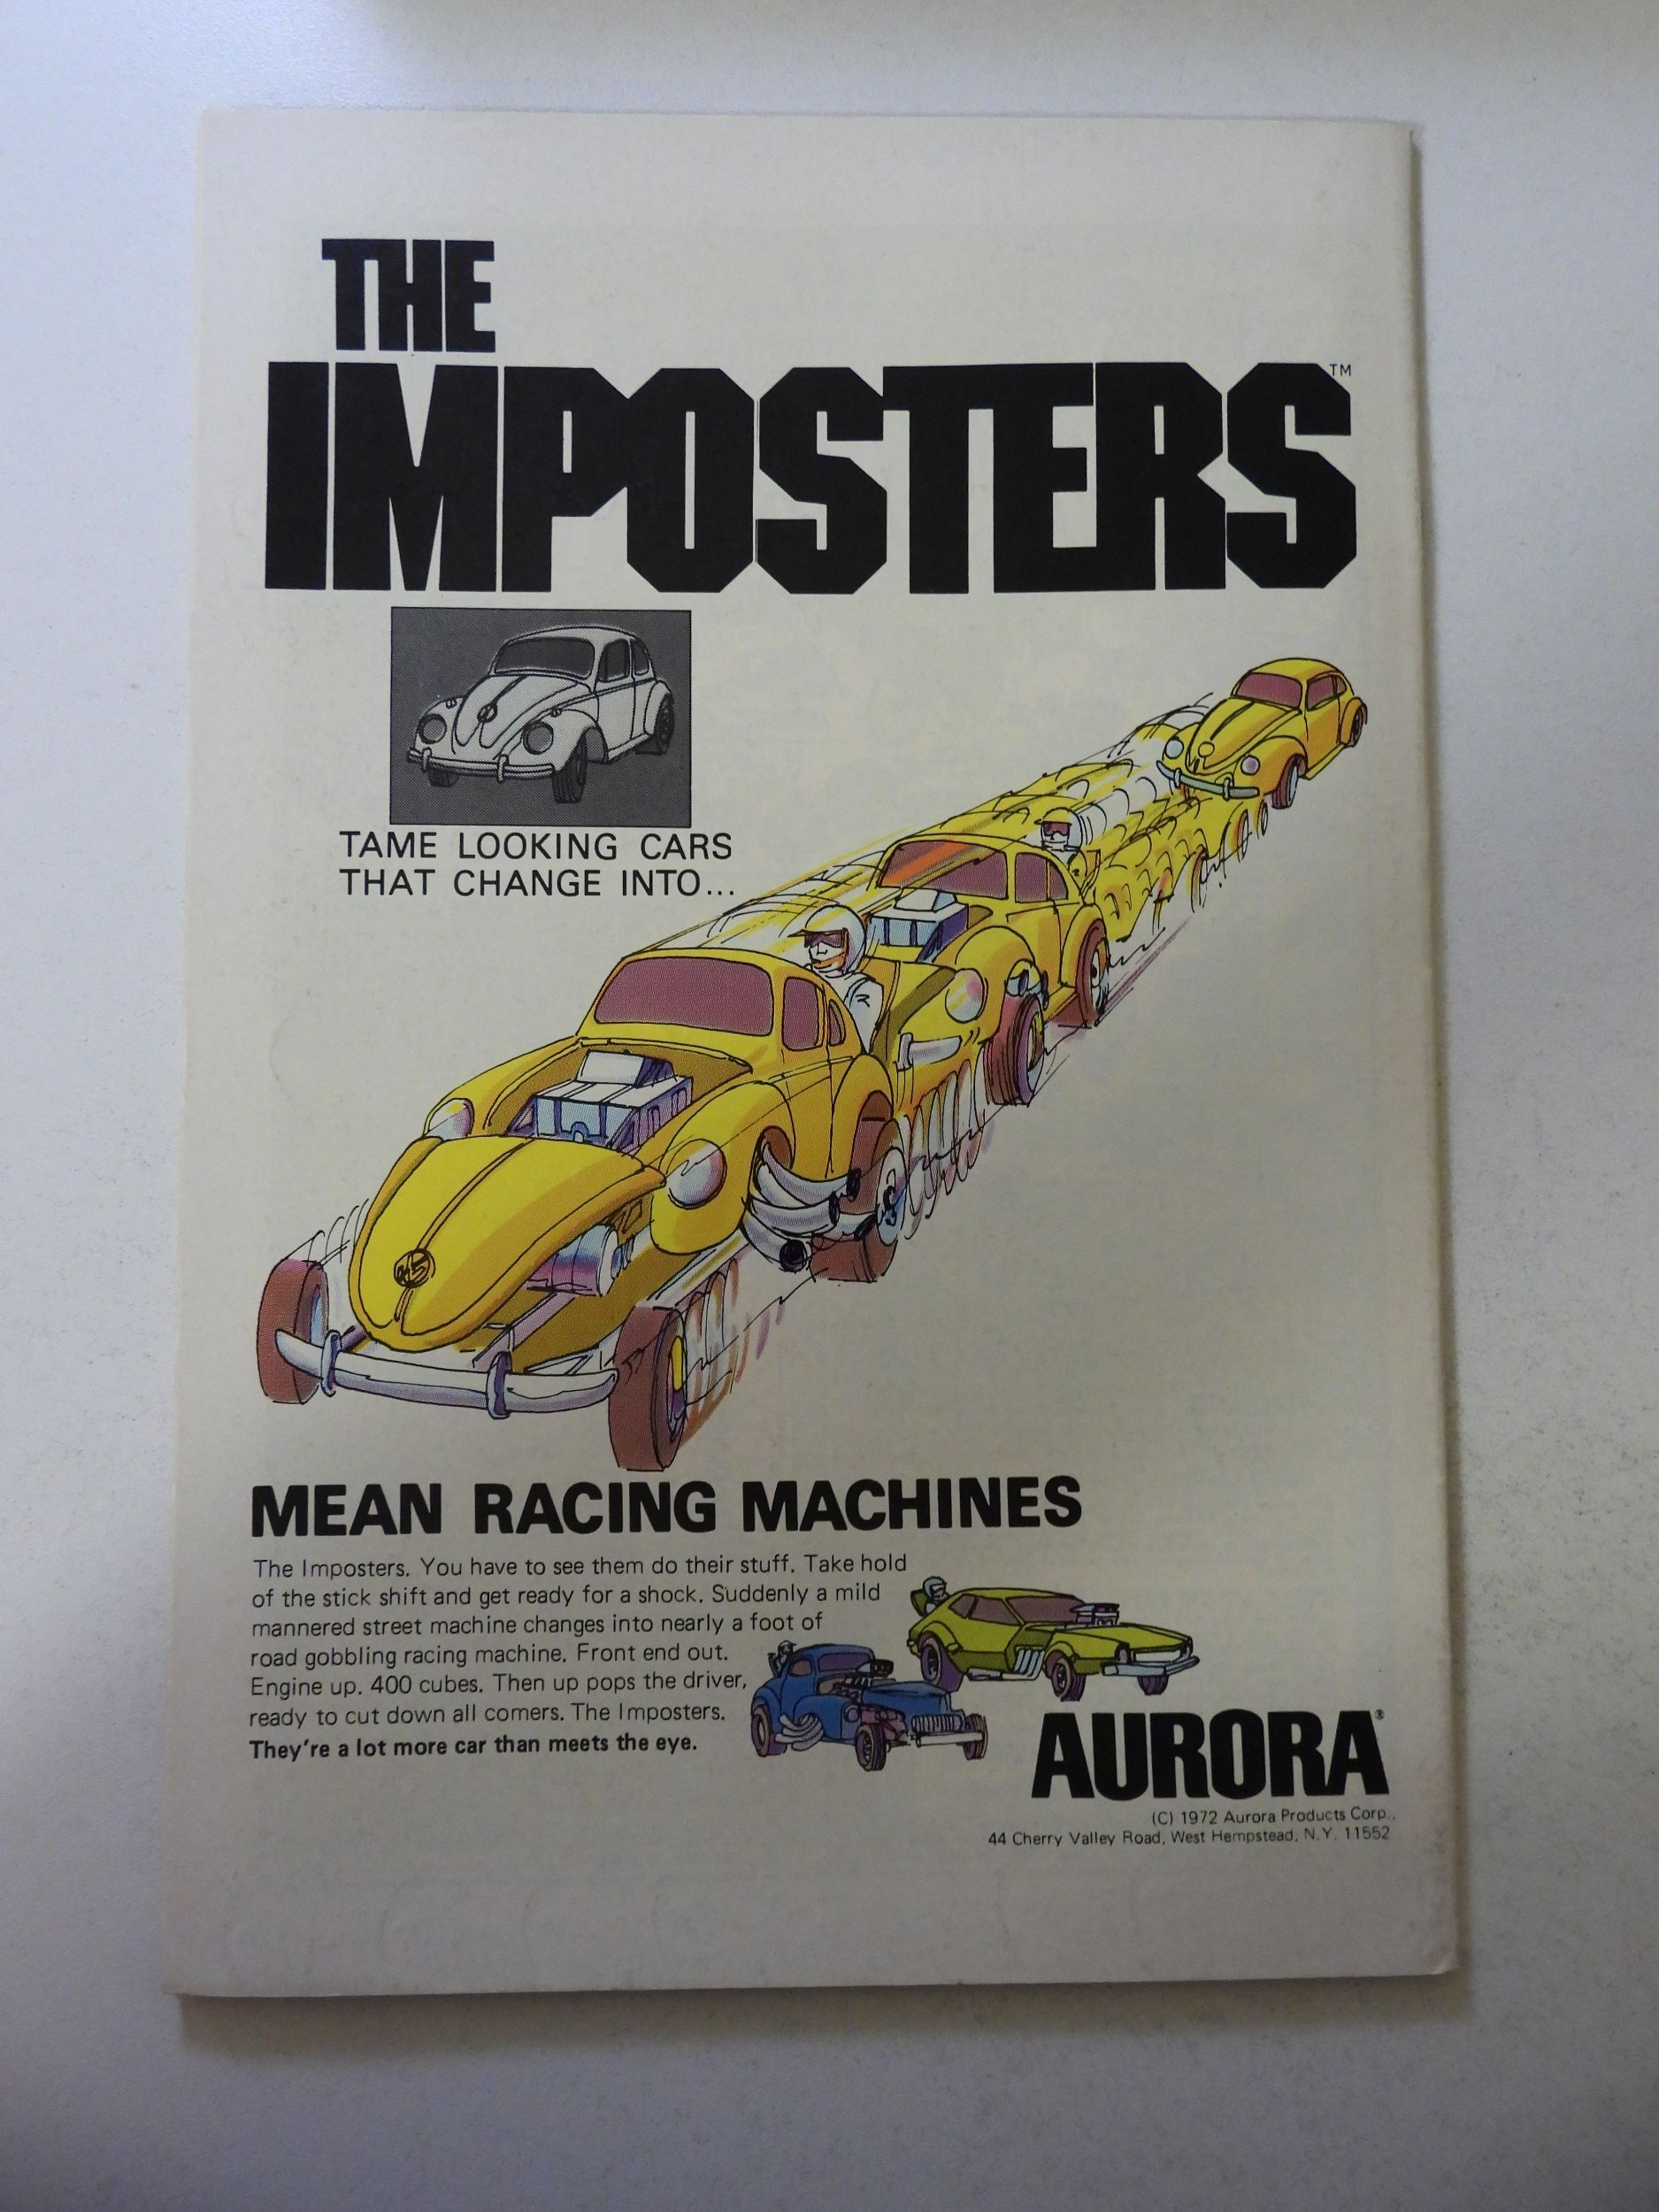 THE
IMPOSTERS™
TAME LOOKING CARS
THAT CHANGE INTO...
MEAN RACING MACHINES
The Imposters. You have to see them do their stuff. Take hold
of the stick shift and get ready for a shock. Suddenly a mild
mannered street machine changes into nearly a foot of
road gobbling racing machine. Front end out.
Engine up. 400 cubes. Then up pops the driver,
ready to cut down all comers. The Imposters.
They're a lot more car than meets the eye.
AURORA®
(C) 1972 Aurora Products Corp.,
44 Cherry Valley Road, West Hempstead, N.Y. 11552